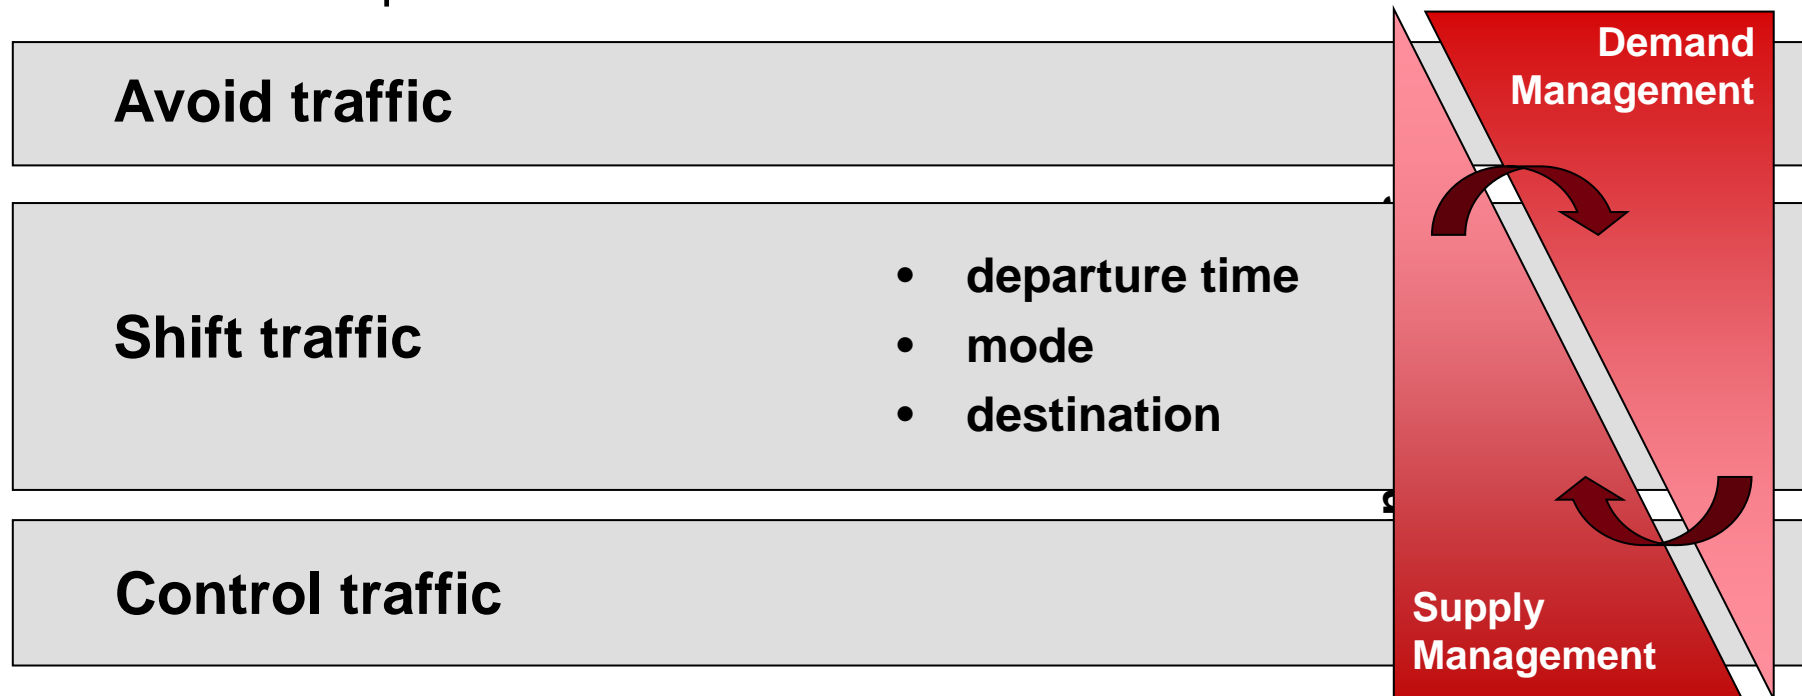 Demand
Management
Avoid traffic
Shift traffic
• departure time
• mode
• destination
Control traffic
Supply
Management